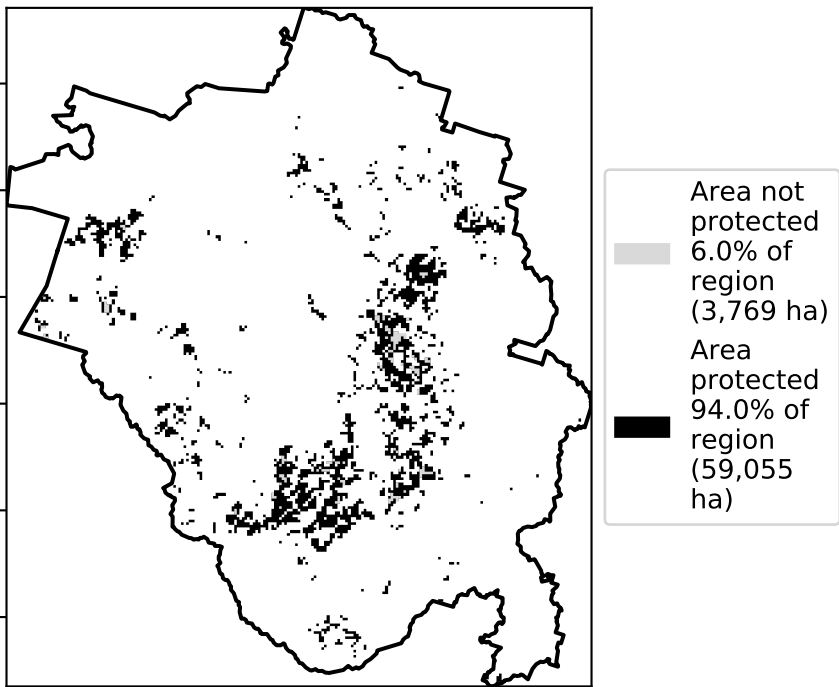 Area not
protected
6.0% of
region
(3,769 ha)
Area
protected
94.0% of
region
(59,055
ha)